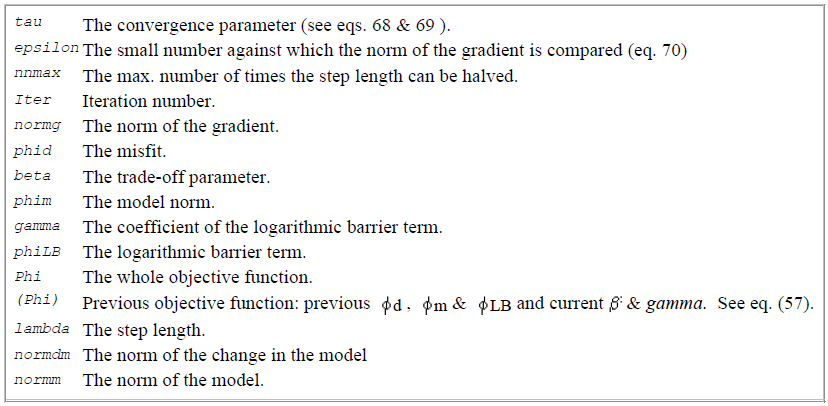 tau The convergence parameter (see eqs. 68 & 69 ).
epsilon The small number against which the norm of the gradient is compared (eq. 70)
nnmax The max. number of times the step length can be halved.
Iter Iteration number.
normg The norm of the gradient.
phid The misfit.
beta The trade-off parameter.
phim The model norm.
gamma The coefficient of the logarithmic barrier term.
phiLB The logarithmic barrier term.
Phi The whole objective function.
(Phi) Previous objective function: previous ϕd , ϕm & ϕLB and current β & gamma. See eq. (57).
lambda The step length.
normdm The norm of the change in the model
normm The norm of the model.